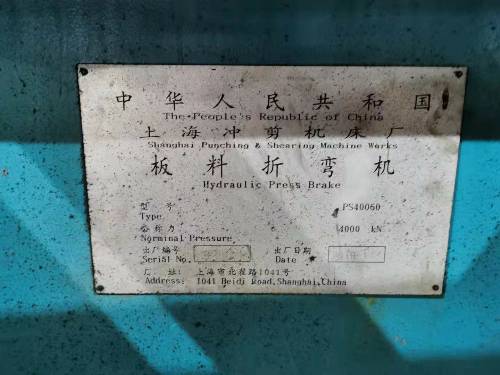 中华人民共和国
The People's Republic of China
上海冲剪机床厂
Shanghai Punching & Shearing Machine Works
板料折弯机
Hydraulic Press Brake
型 号 PS40060
Type
公称力 4000 kN
Norminal Pressure
出厂编号 出厂日期
Serial No. Date
厂 址: 上海市北翟路1041号
Address: 1041 Beidi Road,Shanghai,China